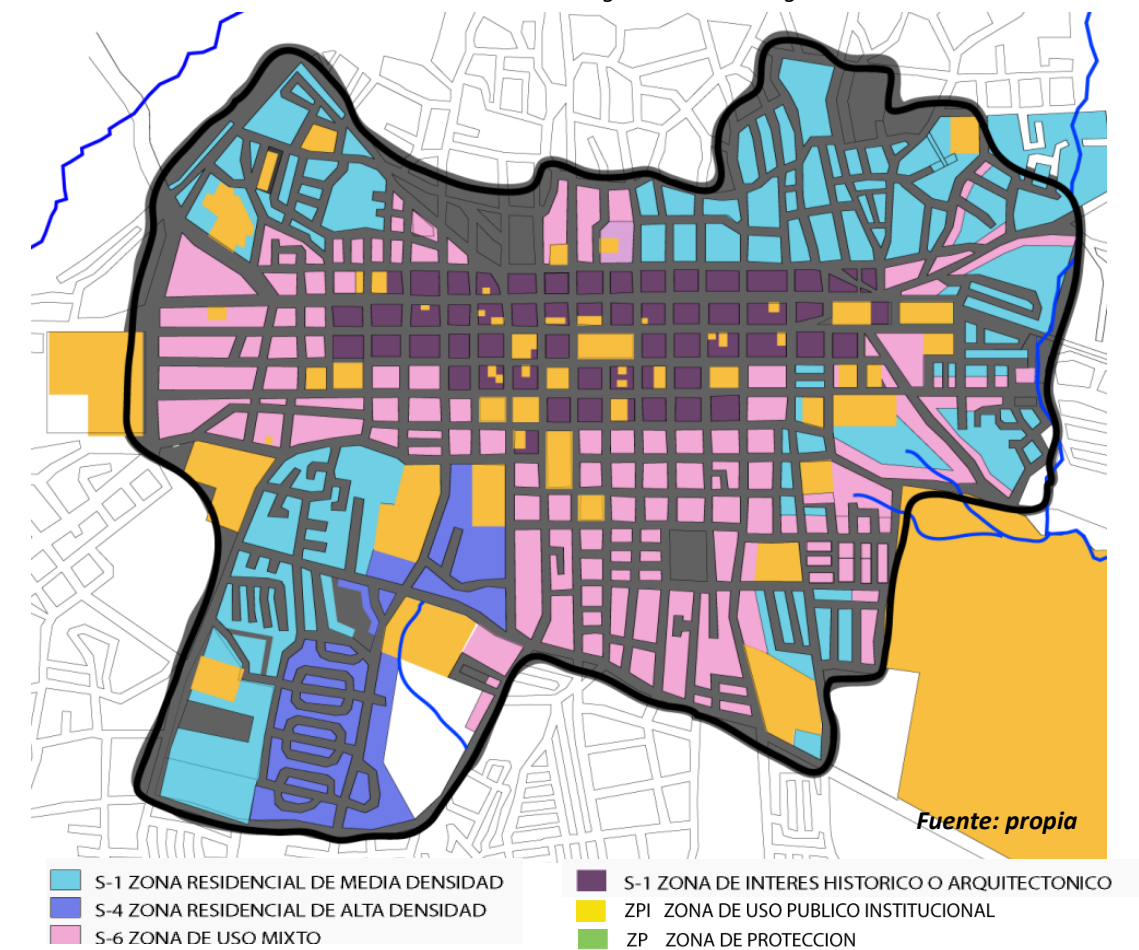 Fuente: propia
S-1 ZONA RESIDENCIAL DE MEDIA DENSIDAD
S-4 ZONA RESIDENCIAL DE ALTA DENSIDAD
S-6 ZONA DE USO MIXTO
S-1 ZONA DE INTERES HISTORICO O ARQUITECTONICO
ZPI ZONA DE USO PUBLICO INSTITUCIONAL
ZP ZONA DE PROTECCION